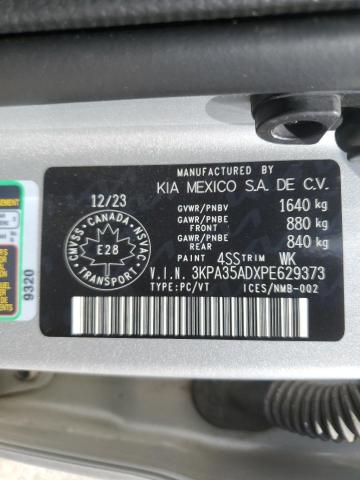 MANUFACTURED BY
KIA MEXICO S.A. DE C.V.
12/23
GVWR/PNBV 1640 kg
GAWR/PNBE FRONT 880 kg
GAWR/PNBE REAR 840 kg
CMVSS · CANADA · NSVAC
E28
TRANSPORT
PAINT 4SS TRIM WK
V.I.N. 3KPA35ADXPE629373
TYPE:PC/VT ICES/NMB-002
9320